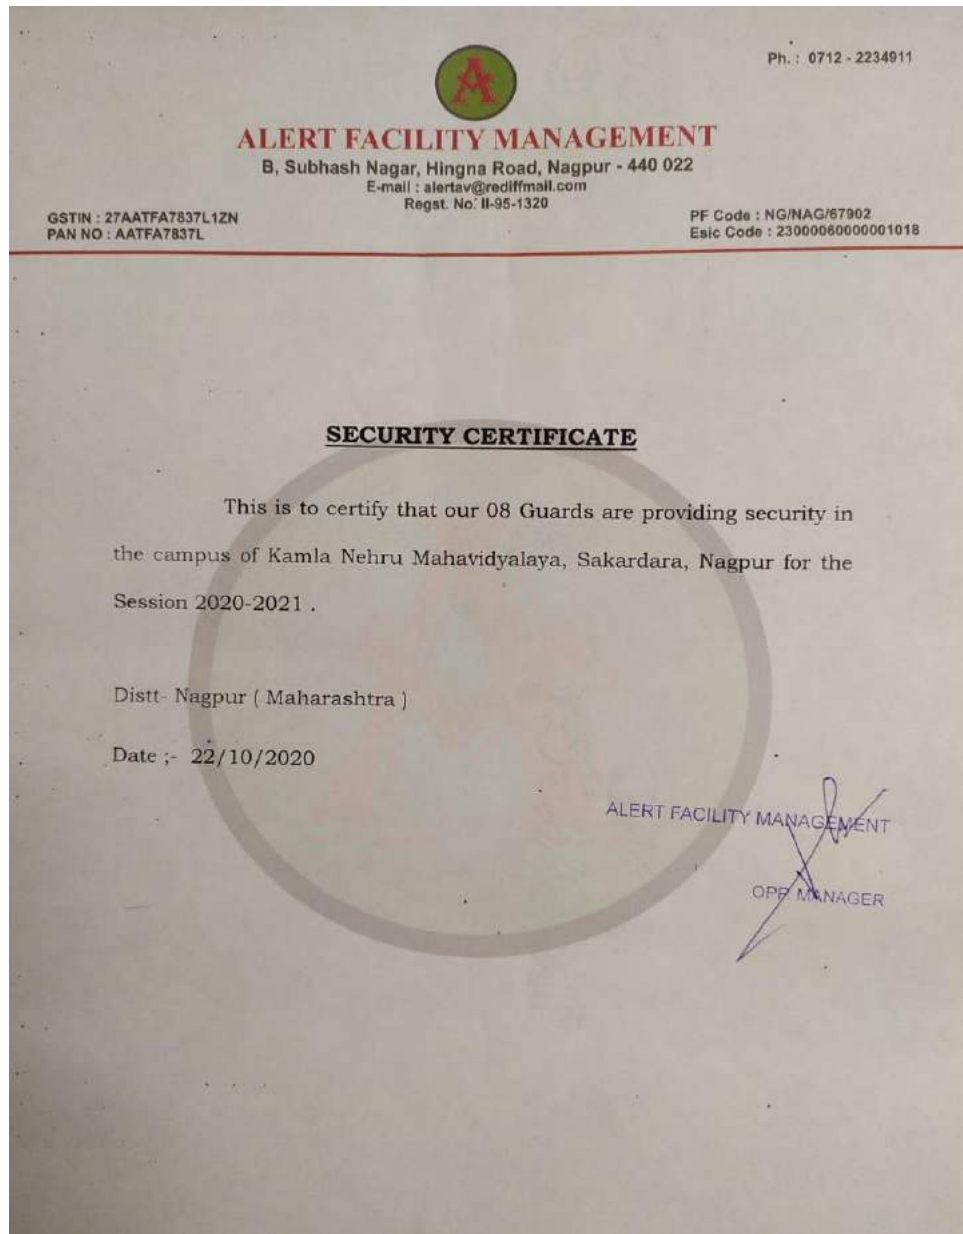 Ph. : 0712 - 2234911
A
ALERT FACILITY MANAGEMENT
B, Subhash Nagar, Hingna Road, Nagpur - 440 022
E-mail : alertav@rediffmail.com
Regst. No. II-95-1320
GSTIN : 27AATFA7837L1ZN
PAN NO : AATFA7837L
PF Code : NG/NAG/67902
Esic Code : 23000060000001018
SECURITY CERTIFICATE
This is to certify that our 08 Guards are providing security in
the campus of Kamla Nehru Mahavidyalaya, Sakardara, Nagpur for the
Session 2020-2021 .
Distt- Nagpur ( Maharashtra )
Date ;- 22/10/2020
ALERT FACILITY MANAGEMENT
OPP. MANAGER